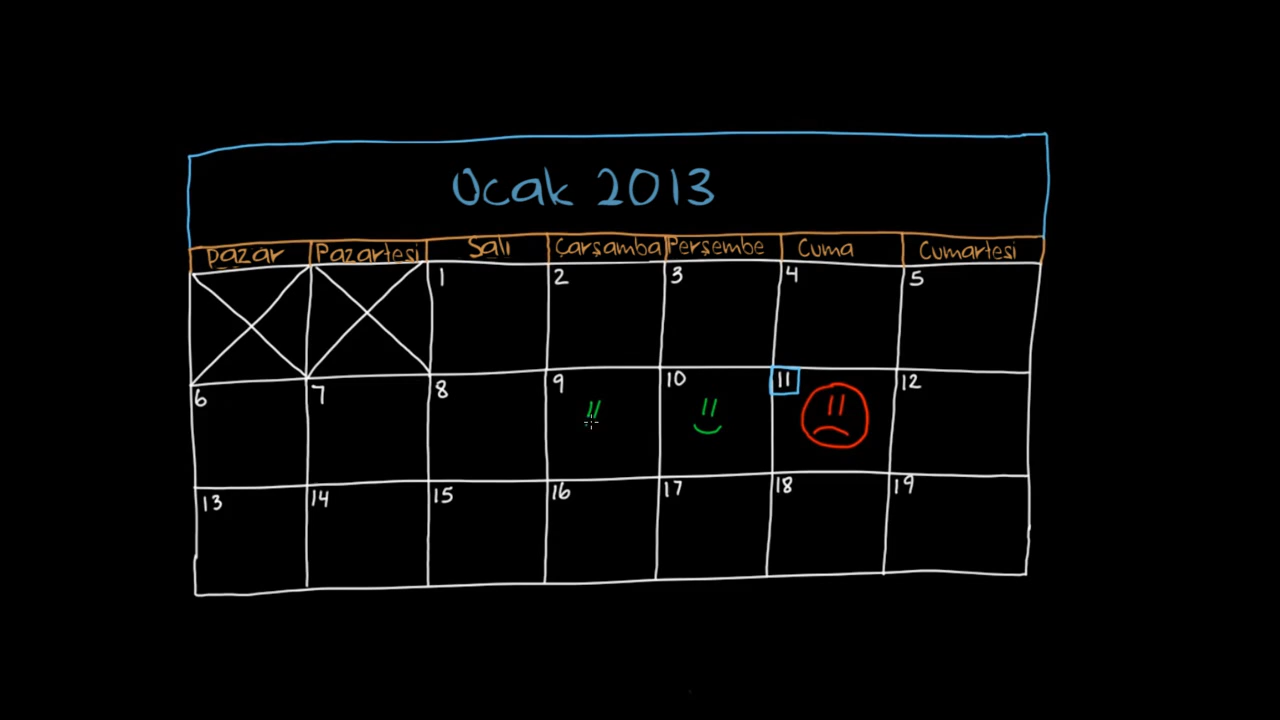 Ocak 2013
Pazar Pazartesi Salı Çarşamba Perşembe Cuma Cumartesi
1 2 3 4 5
6 7 8 9 10 11 12
13 14 15 16 17 18 19